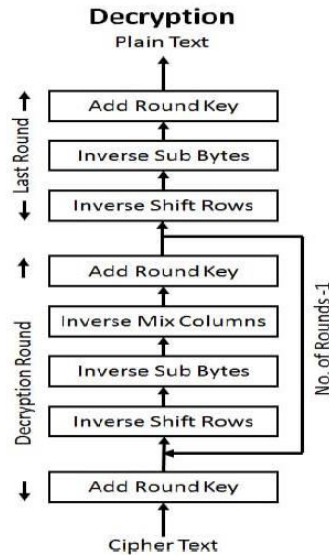 Decryption
Plain Text
Add Round Key
Inverse Sub Bytes
Inverse Shift Rows
Last Round
Add Round Key
Inverse Mix Columns
Inverse Sub Bytes
Inverse Shift Rows
Decryption Round
No. of Rounds-1
Add Round Key
Cipher Text